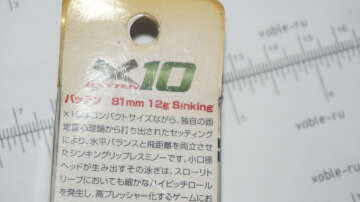 X10
PATTEN
パッテン 81mm 12g Sinking
コンパクトサイズながら、独自の固
定重心理論から打ち出されたセッティング
により、水平バランスと飛距離を両立させ
たシンキングリップレスミノーです。小口径
ヘッドが生み出すその泳ぎは、スローリト
リーブにおいても細かなハイピッチロール
を発生し、高プレッシャー化するゲームにお
voble-ru
voble-ru
voble-ru
voble-ru